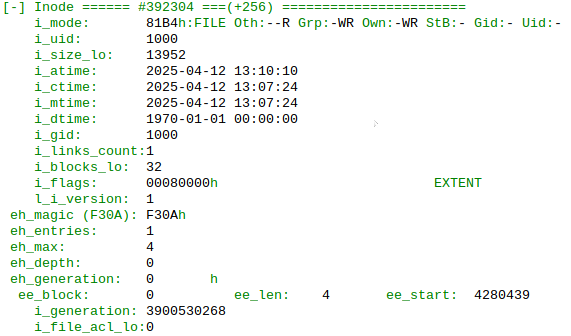 [-] Inode ====== #392304 ===(+256) =======================
i_mode: 81B4h:FILE Oth:--R Grp:-WR Own:-WR StB:- Gid:- Uid:-
i_uid: 1000
i_size_lo: 13952
i_atime: 2025-04-12 13:10:10
i_ctime: 2025-04-12 13:07:24
i_mtime: 2025-04-12 13:07:24
i_dtime: 1970-01-01 00:00:00
i_gid: 1000
i_links_count:1
i_blocks_lo: 32
i_flags: 00080000h EXTENT
l_i_version: 1
eh_magic (F30A): F30Ah
eh_entries: 1
eh_max: 4
eh_depth: 0
eh_generation: 0 h
ee_block: 0 ee_len: 4 ee_start: 4280439
i_generation: 3900530268
i_file_acl_lo:0